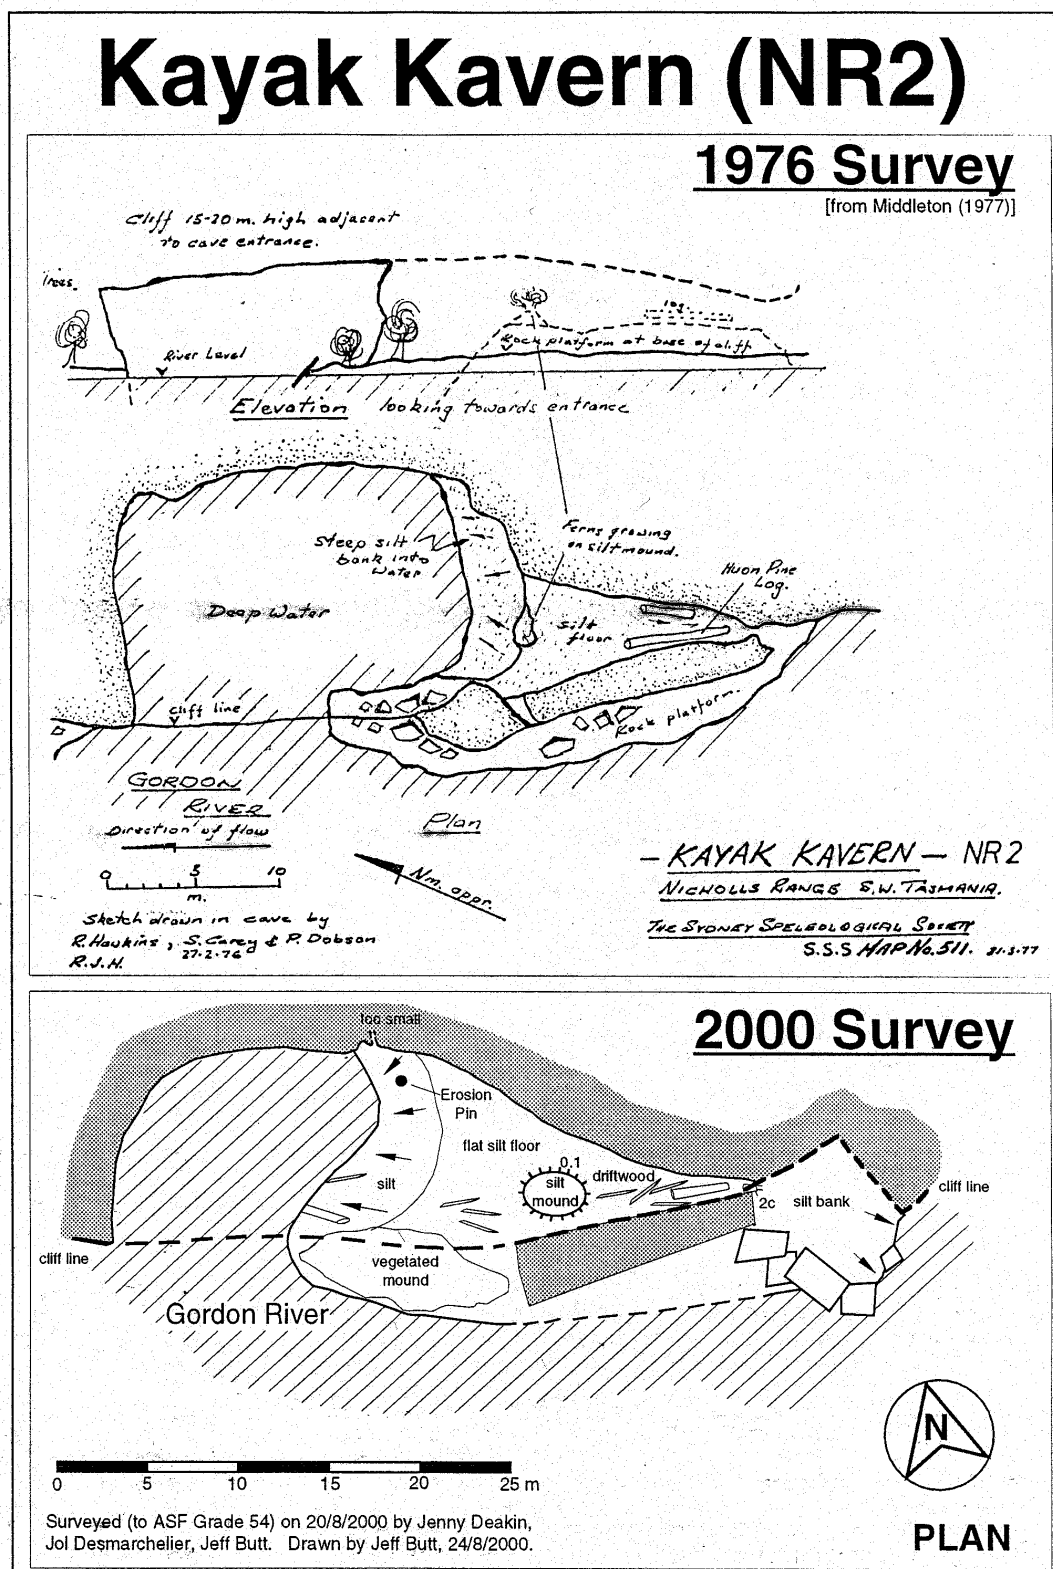 Kayak Kavern (NR2)
1976 Survey
[from Middleton (1977)]
Cliff 15-20 m. high adjacent
to cave entrance.
Trees.
log
River Level
Rock platform at base of cliff
Elevation looking towards entrance
Steep silt
bank into
water
Ferns growing
on silt mound.
Huon Pine
Log.
Deep Water
silt
floor
cliff line
Rock platform.
GORDON
RIVER
Direction of flow
Plan
0 5 10
m.
Nm. appr.
- KAYAK KAVERN - NR2
NICHOLLS RANGE S.W. TASMANIA.
THE SYDNEY SPELEOLOGICAL SOCIETY
S.S.S MAP No. 511. 31-3-77
Sketch drawn in cave by
R. Hawkins, S. Carey & P. Dobson
27-2-76
R.J.H.
2000 Survey
too small
Erosion
Pin
flat silt floor
0.1
silt
mound
driftwood
silt
2c
silt bank
cliff line
cliff line
vegetated
mound
Gordon River
N
0 5 10 15 20 25 m
Surveyed (to ASF Grade 54) on 20/8/2000 by Jenny Deakin,
Jol Desmarchelier, Jeff Butt. Drawn by Jeff Butt, 24/8/2000.
PLAN